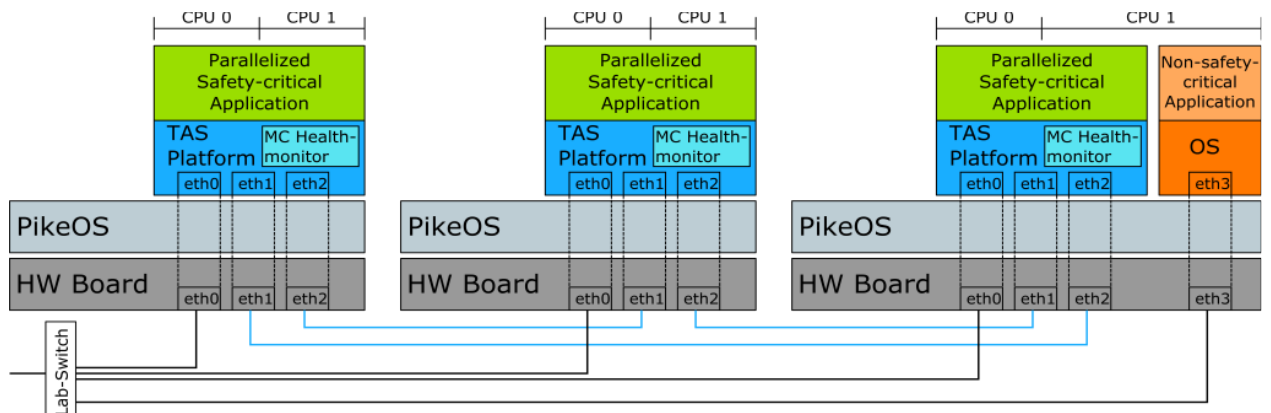 CPU 0 CPU 1
CPU 0 CPU 1
CPU 0 CPU 1
Parallelized
Safety-critical
Application
Parallelized
Safety-critical
Application
Parallelized
Safety-critical
Application
Non-safety-
critical
Application
TAS
Platform
MC Health-
monitor
eth0 eth1 eth2
TAS
Platform
MC Health-
monitor
eth0 eth1 eth2
TAS
Platform
MC Health-
monitor
eth0 eth1 eth2
OS
eth3
PikeOS
PikeOS
PikeOS
HW Board
eth0 eth1 eth2
HW Board
eth0 eth1 eth2
HW Board
eth0 eth1 eth2 eth3
Lab-Switch